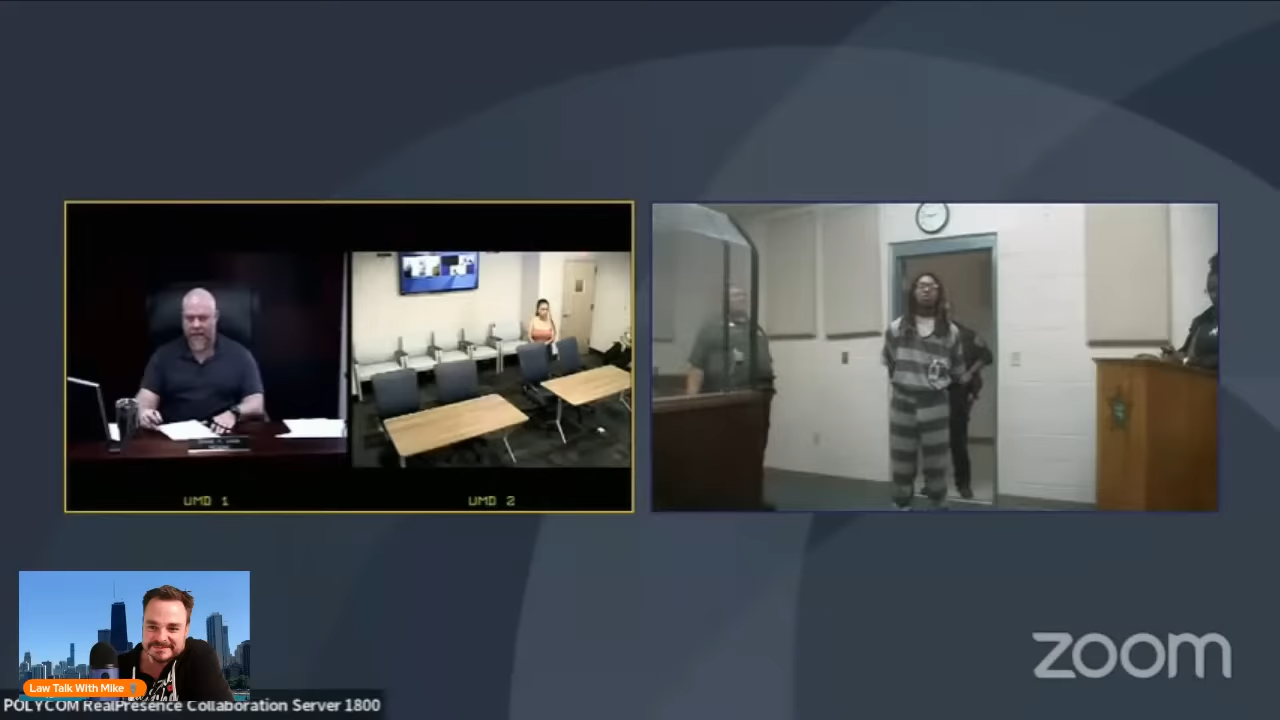 UMD 1
UMD 2
zoom
Law Talk With Mike
POLYCOM RealPresence Collaboration Server 1800